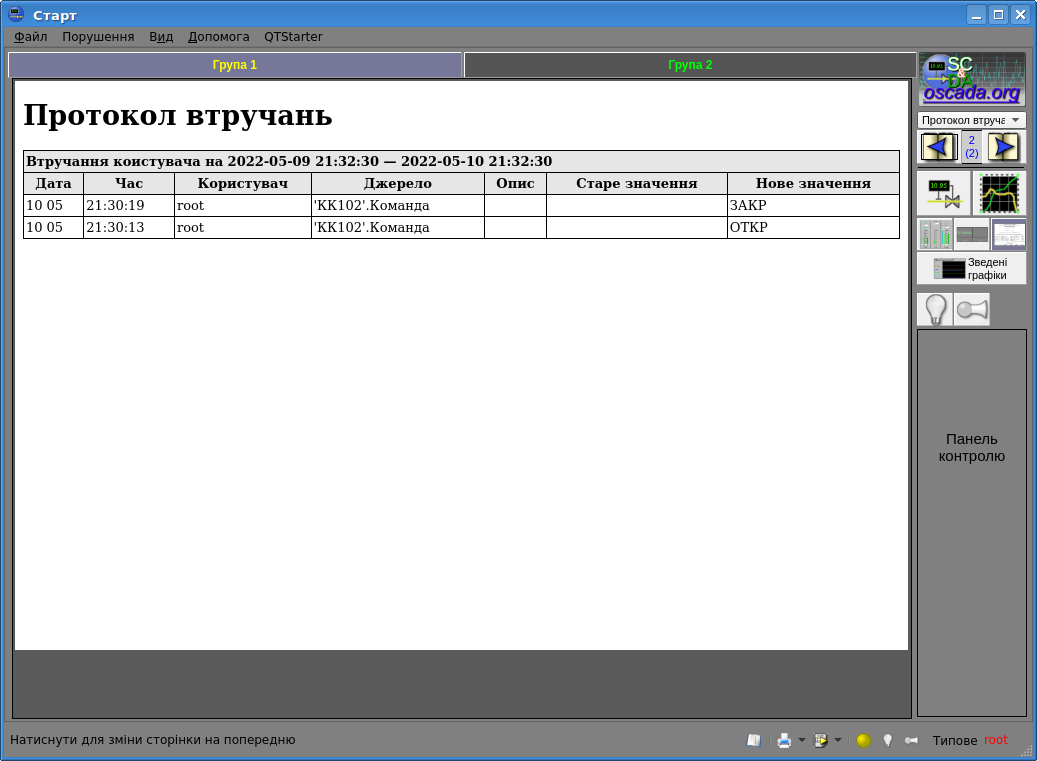 Старт
Файл Порушення Вид Допомога QTStarter
Група 1 Група 2
SC
&
DA
oscada.org
Протокол втруча
2
(2)
Протокол втручань
Втручання коистувача на 2022-05-09 21:32:30 — 2022-05-10 21:32:30
Дата Час Користувач Джерело Опис Старе значення Нове значення
10 05 21:30:19 root 'КК102'.Команда ЗАКР
10 05 21:30:13 root 'КК102'.Команда ОТКР
10.95
Зведені
графіки
Панель
контролю
Натиснути для зміни сторінки на попередню
Типове root